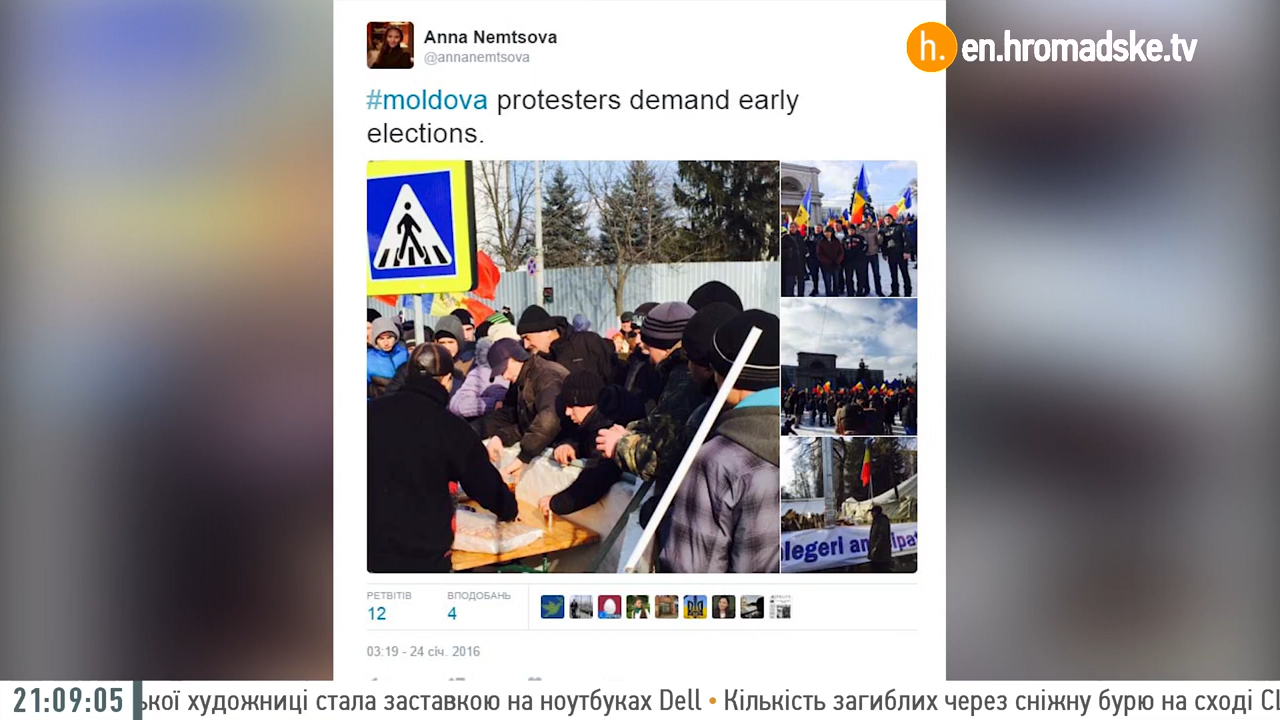 Anna Nemtsova
@annanemtsova
h. en.hromadske.tv
#moldova protesters demand early
elections.
legeri an
РЕТВІТІВ ВПОДОБАНЬ
12 4
03:19 - 24 січ. 2016
21:09:05 ької художниці стала заставкою на ноутбуках Dell • Кількість загиблих через сніжну бурю на сході